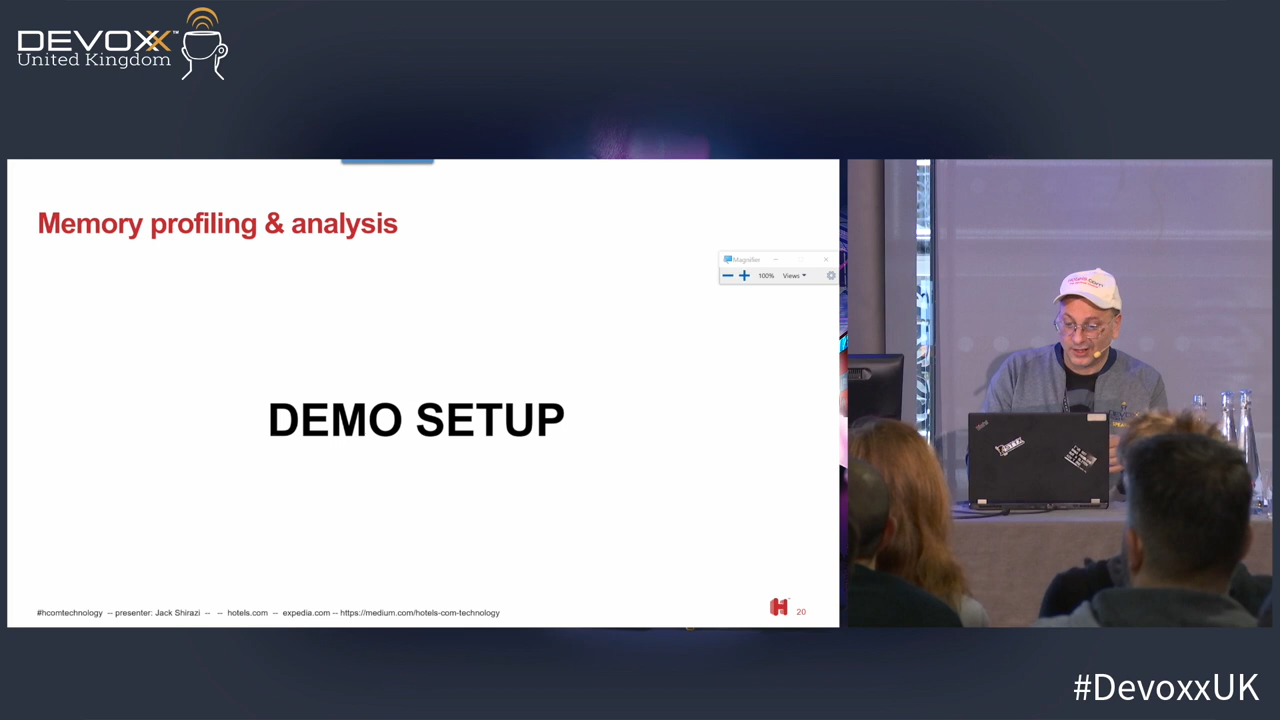 DEVOXX™
United Kingdom
Memory profiling & analysis
Magnifier
100% Views
DEMO SETUP
#hcomtechnology -- presenter: Jack Shirazi -- -- hotels.com -- expedia.com -- https://medium.com/hotels-com-technology
H
20
#DevoxxUK